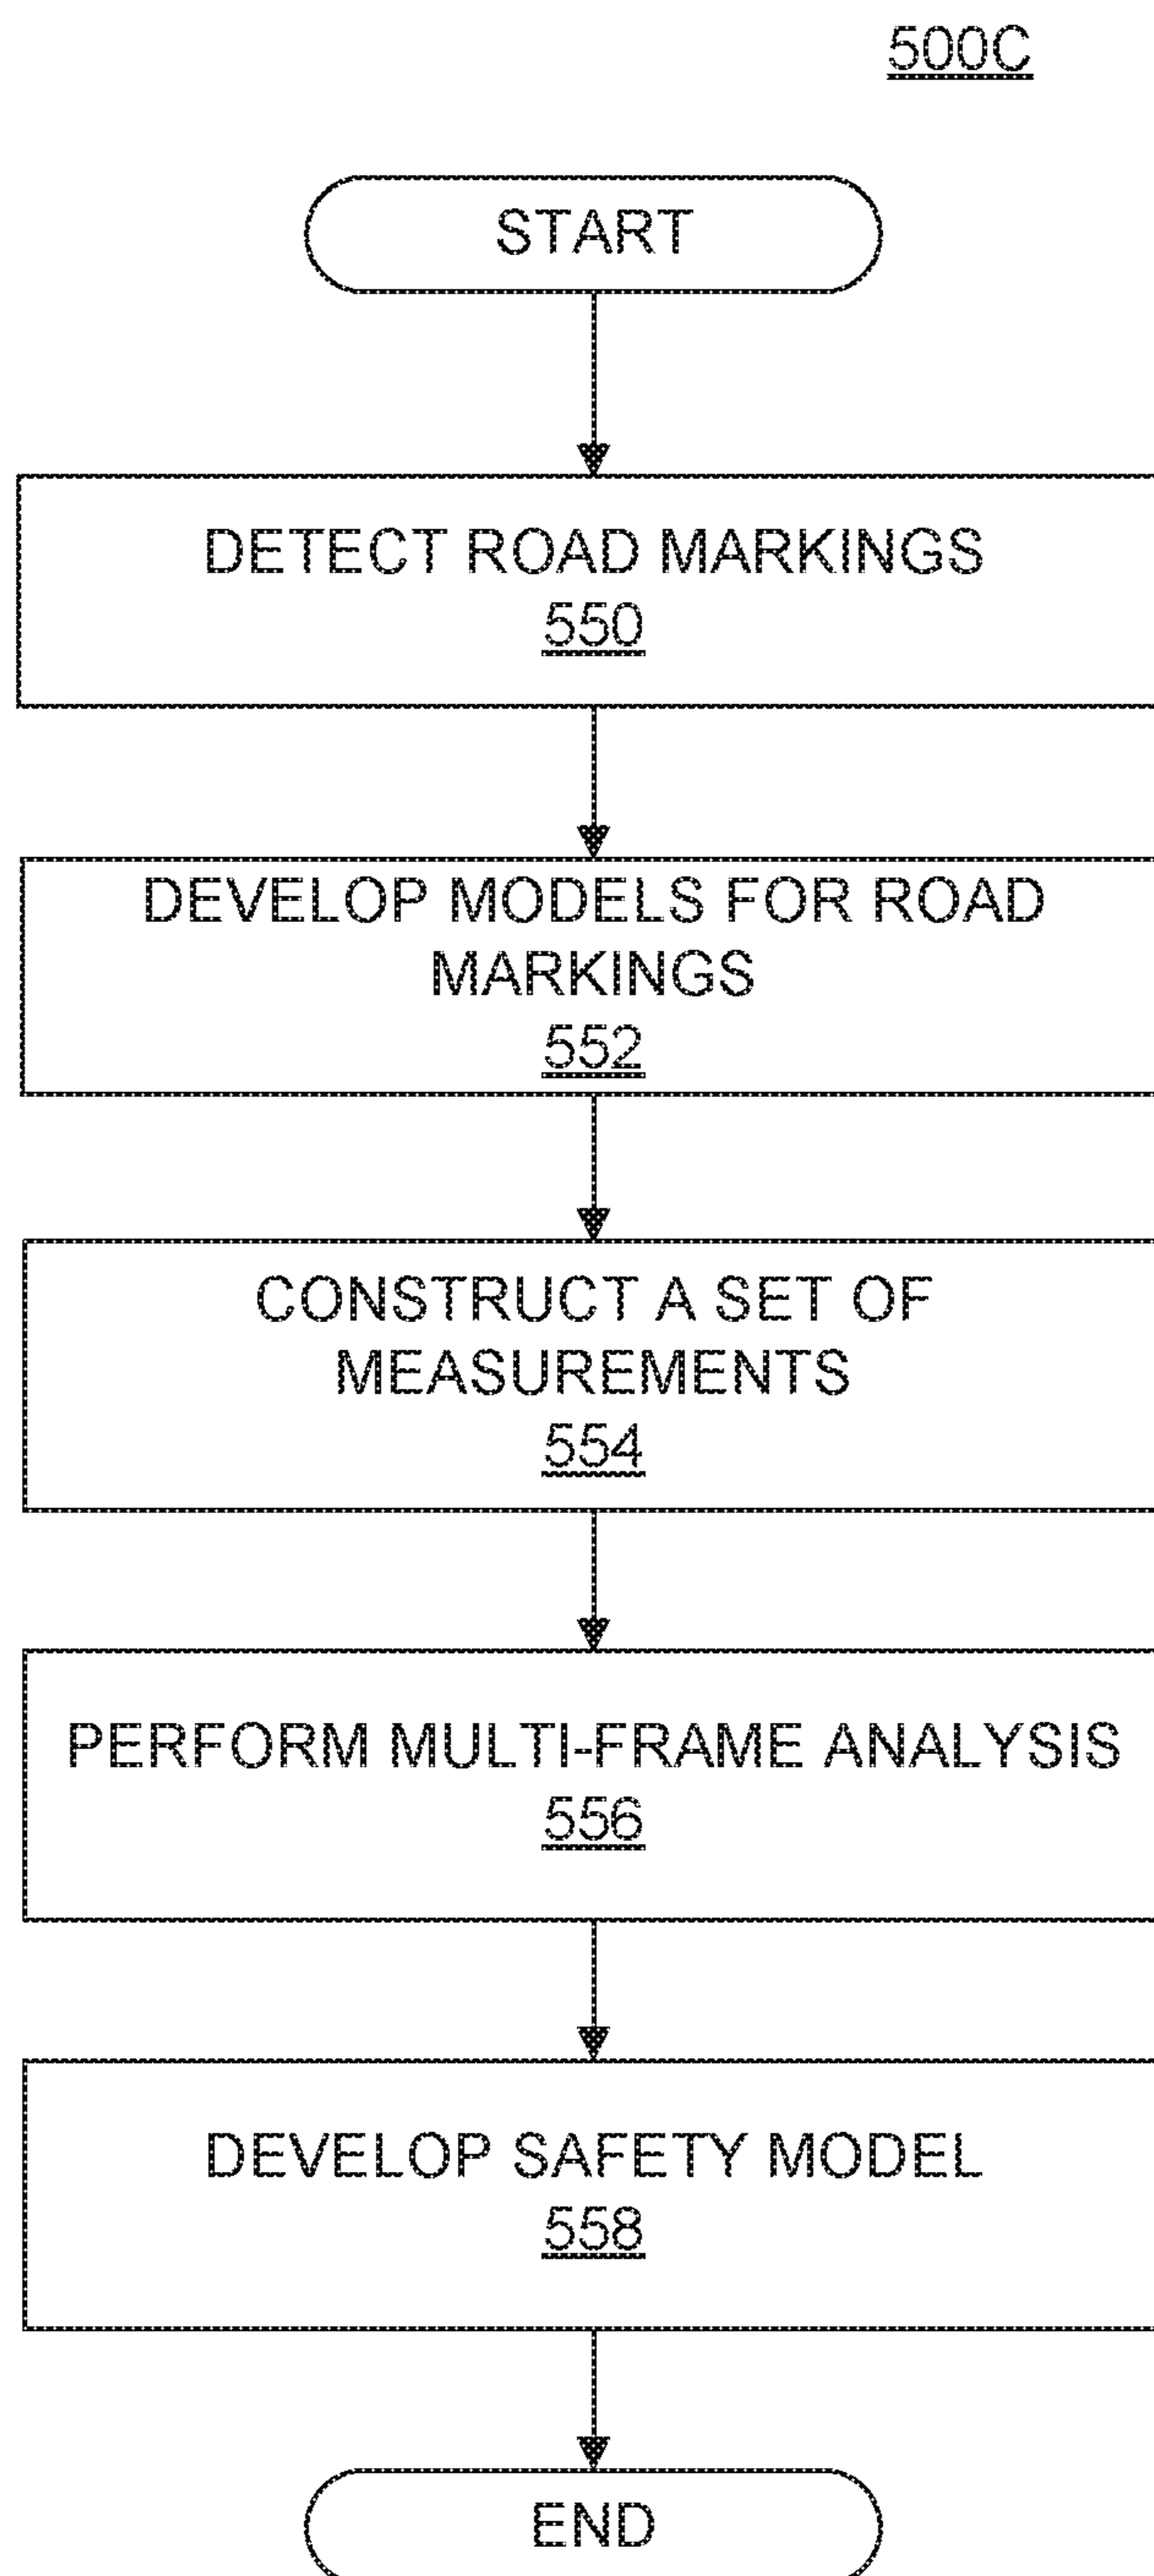 500C
START
DETECT ROAD MARKINGS
550
DEVELOP MODELS FOR ROAD
MARKINGS
552
CONSTRUCT A SET OF
MEASUREMENTS
554
PERFORM MULTI-FRAME ANALYSIS
556
DEVELOP SAFETY MODEL
558
END